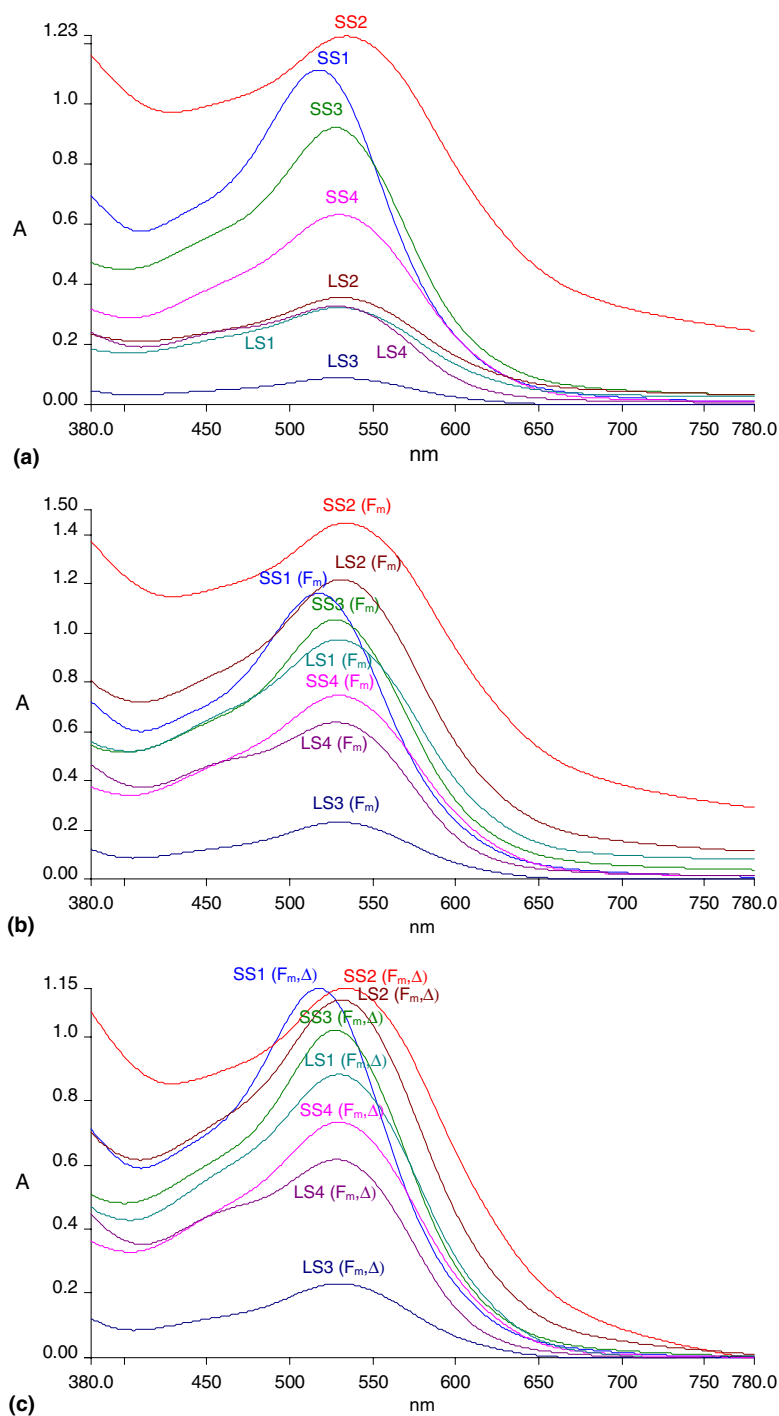 1.23
SS2
SS1
1.0
SS3
0.8
SS4
0.6
A
0.4
LS2
0.2
LS1
LS4
LS3
0.00
380.0 450 500 550 600 650 700 750 780.0
(a)
nm
1.50
SS2 (Fm)
1.4
LS2 (Fm)
SS1 (Fm)
1.2
SS3 (Fm)
1.0
LS1 (Fm)
0.8
SS4 (Fm)
A
0.6
LS4 (Fm)
0.4
LS3 (Fm)
0.2
0.00
380.0 450 500 550 600 650 700 750 780.0
(b)
nm
SS1 (Fm,Δ)
SS2 (Fm,Δ)
1.15
LS2 (Fm,Δ)
1.0
SS3 (Fm,Δ)
LS1 (Fm,Δ)
0.8
SS4 (Fm,Δ)
0.6
A
LS4 (Fm,Δ)
0.4
LS3 (Fm,Δ)
0.2
0.00
380.0 450 500 550 600 650 700 750 780.0
(c)
nm